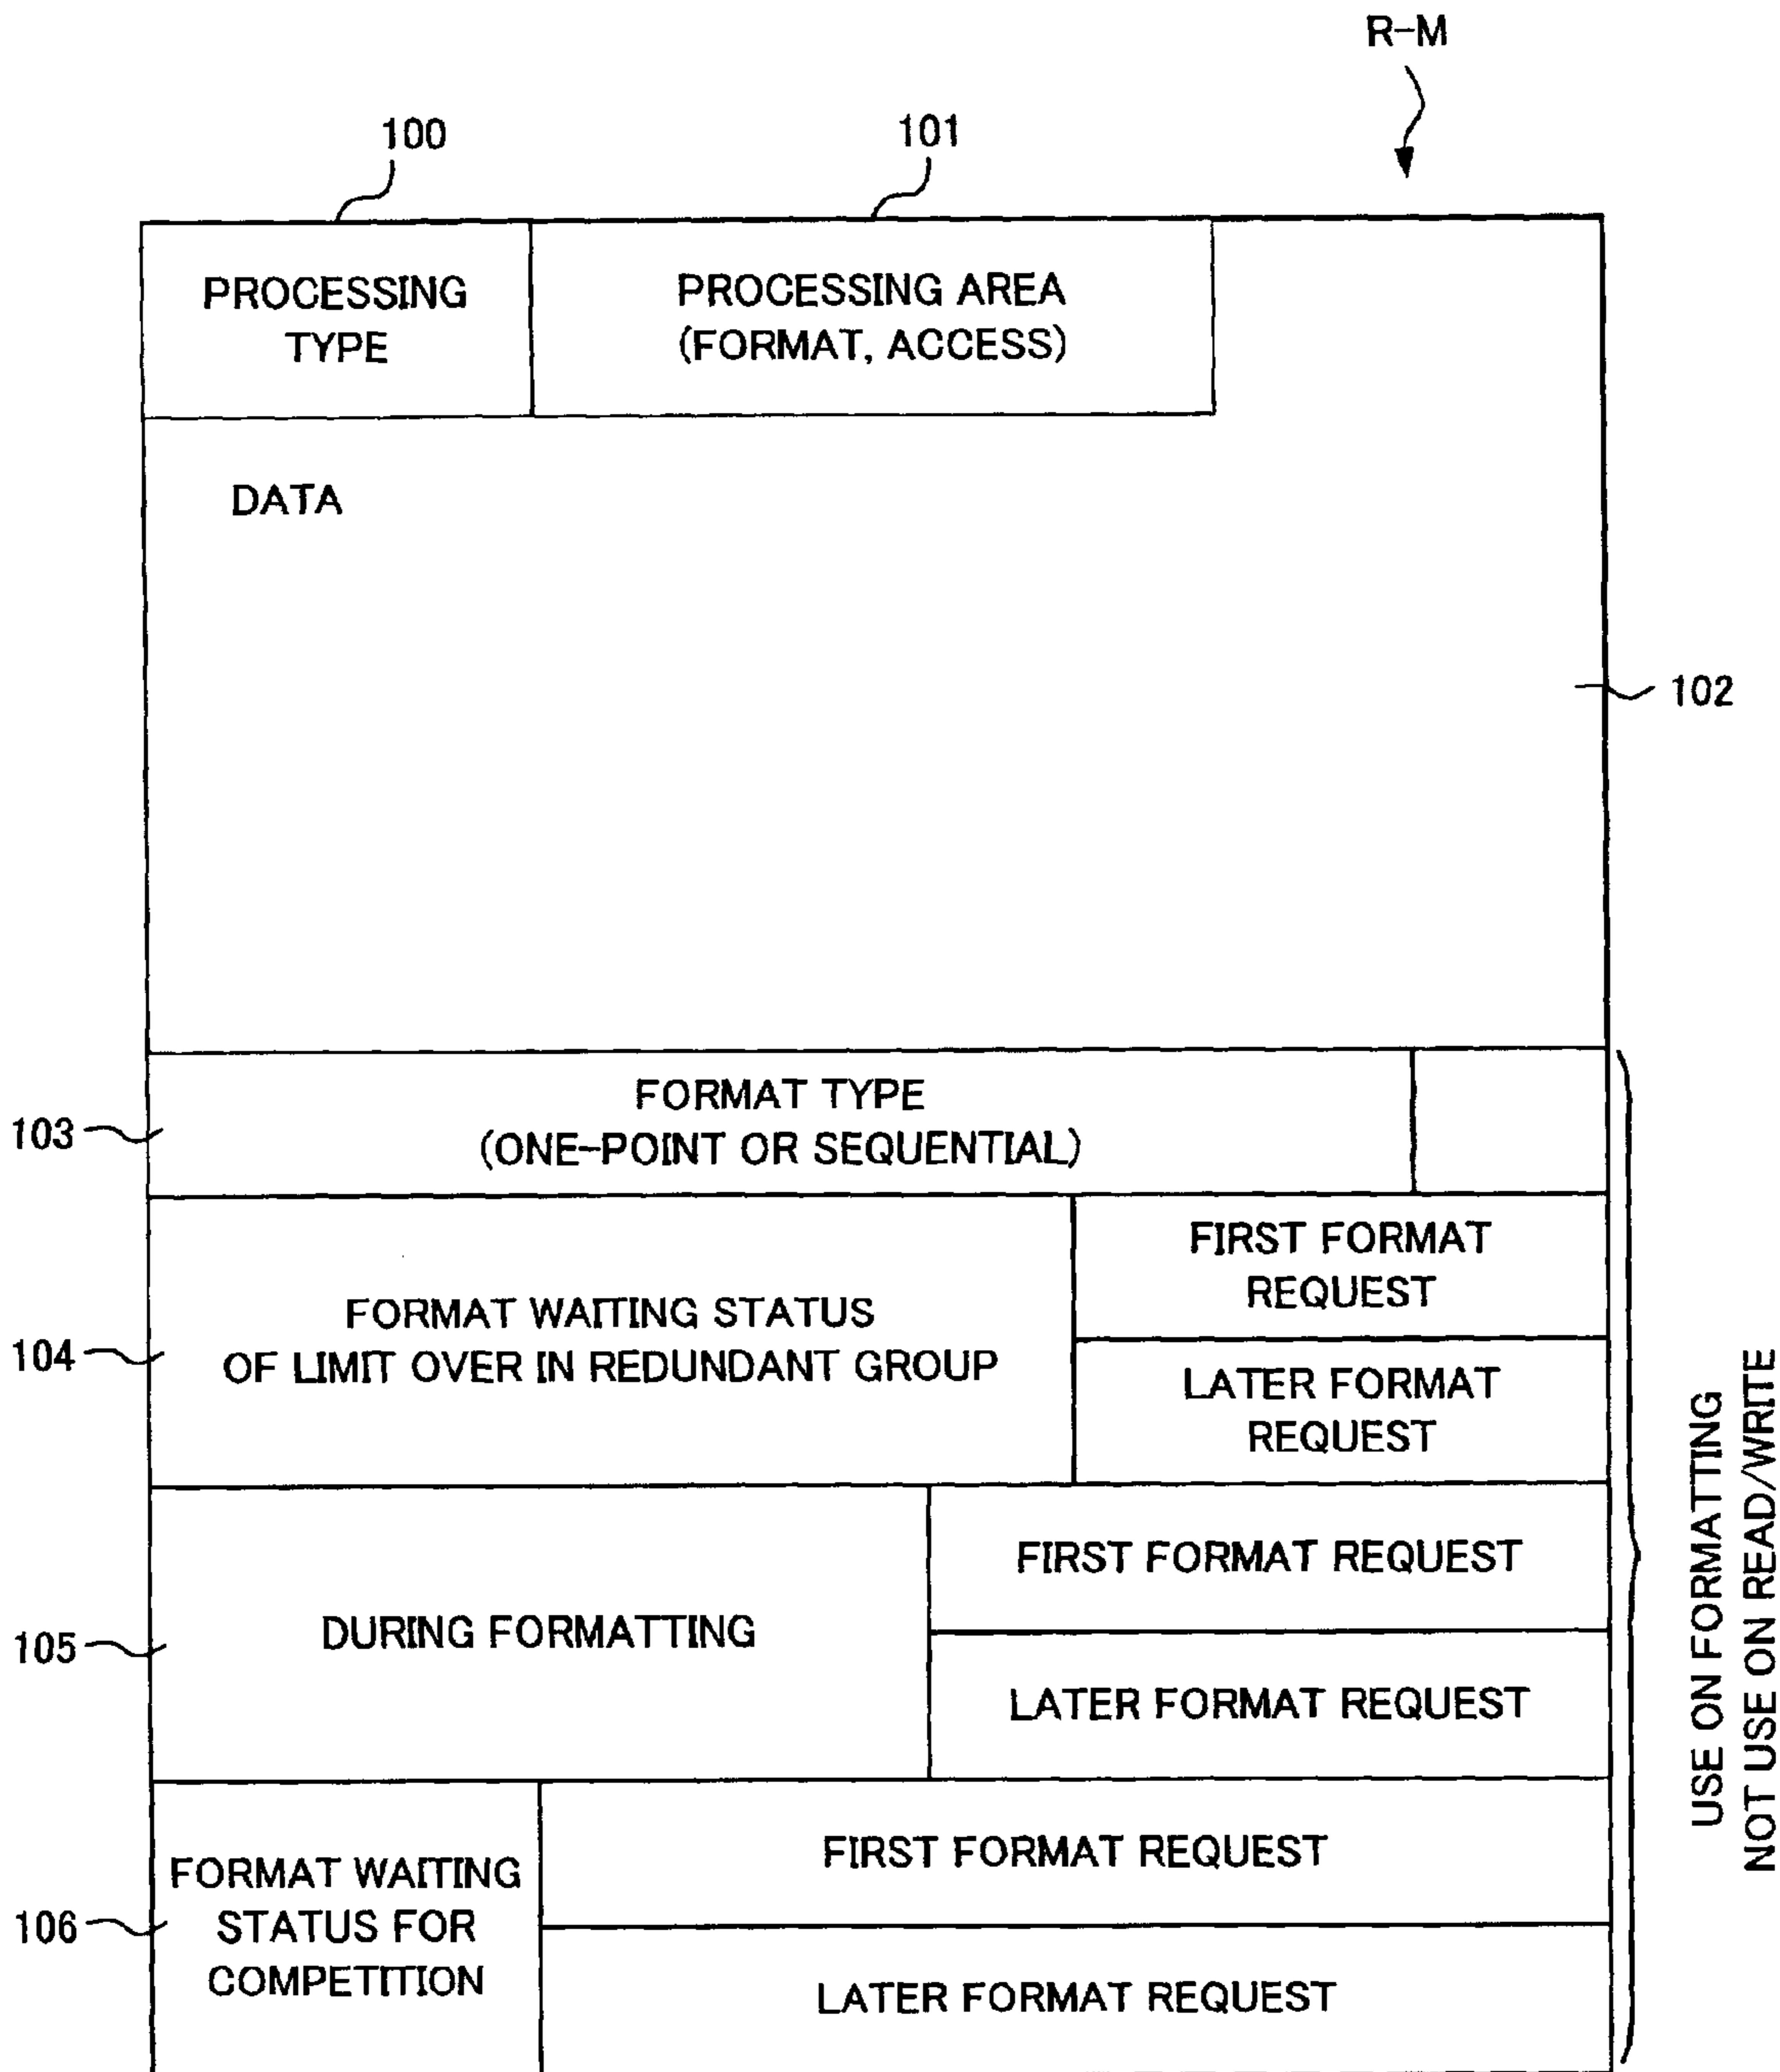 R-M
100
101
PROCESSING
TYPE
PROCESSING AREA
(FORMAT, ACCESS)
DATA
102
103
FORMAT TYPE
(ONE-POINT OR SEQUENTIAL)
104
FORMAT WAITING STATUS
OF LIMIT OVER IN REDUNDANT GROUP
FIRST FORMAT
REQUEST
LATER FORMAT
REQUEST
105
DURING FORMATTING
FIRST FORMAT REQUEST
LATER FORMAT REQUEST
106
FORMAT WAITING
STATUS FOR
COMPETITION
FIRST FORMAT REQUEST
LATER FORMAT REQUEST
USE ON FORMATTING
NOT USE ON READ/WRITE